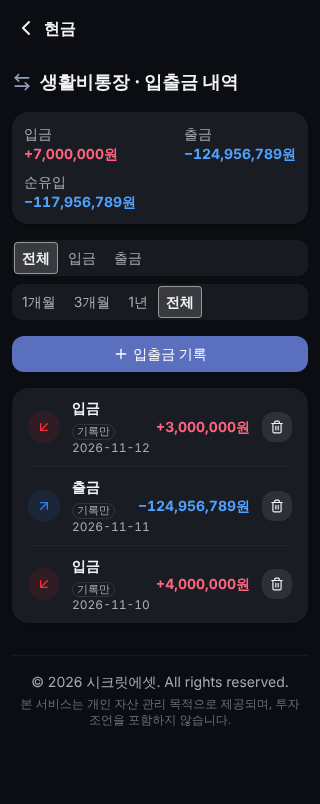 현금
생활비통장 · 입출금 내역
입금 출금
+7,000,000원 −124,956,789원
순유입
−117,956,789원
전체 입금 출금
1개월 3개월 1년 전체
+ 입출금 기록
입금
기록만 +3,000,000원
2026-11-12
출금
기록만 −124,956,789원
2026-11-11
입금
기록만 +4,000,000원
2026-11-10
© 2026 시크릿에셋. All rights reserved.
본 서비스는 개인 자산 관리 목적으로 제공되며, 투자
조언을 포함하지 않습니다.